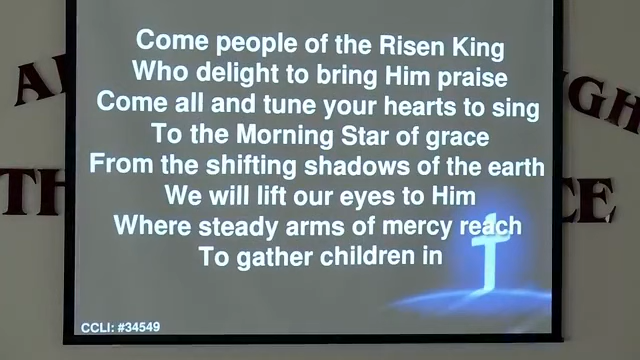 Come people of the Risen King
Who delight to bring Him praise
Come all and tune your hearts to sing
To the Morning Star of grace
From the shifting shadows of the earth
We will lift our eyes to Him
Where steady arms of mercy reach
To gather children in
CCLI: #34549